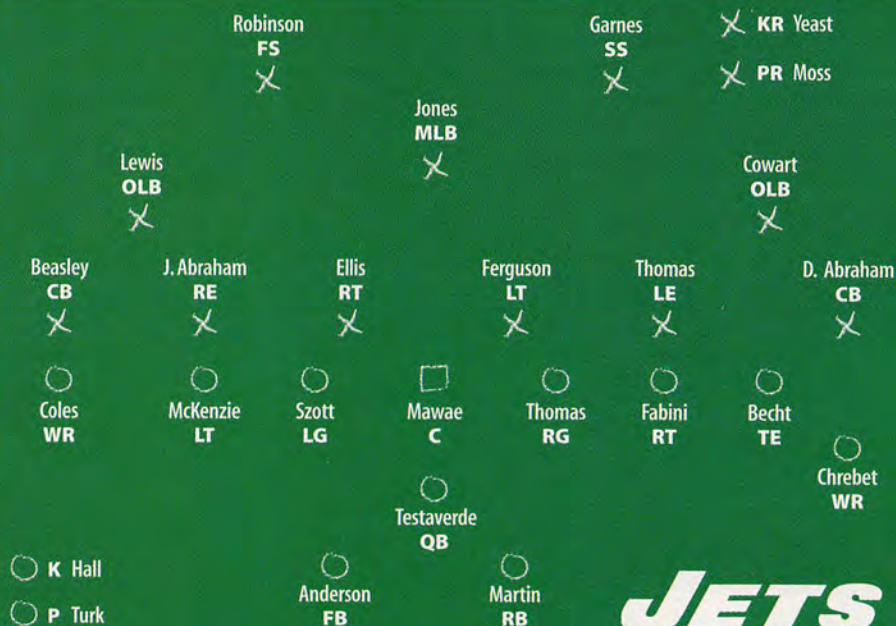 Robinson
FS
Garnes
SS
KR Yeast
PR Moss
Jones
MLB
Lewis
OLB
Cowart
OLB
Beasley
CB
J. Abraham
RE
Ellis
RT
Ferguson
LT
Thomas
LE
D. Abraham
CB
Coles
WR
McKenzie
LT
Szott
LG
Mawae
C
Thomas
RG
Fabini
RT
Becht
TE
Chrebet
WR
Testaverde
QB
K Hall
P Turk
Anderson
FB
Martin
RB
JETS